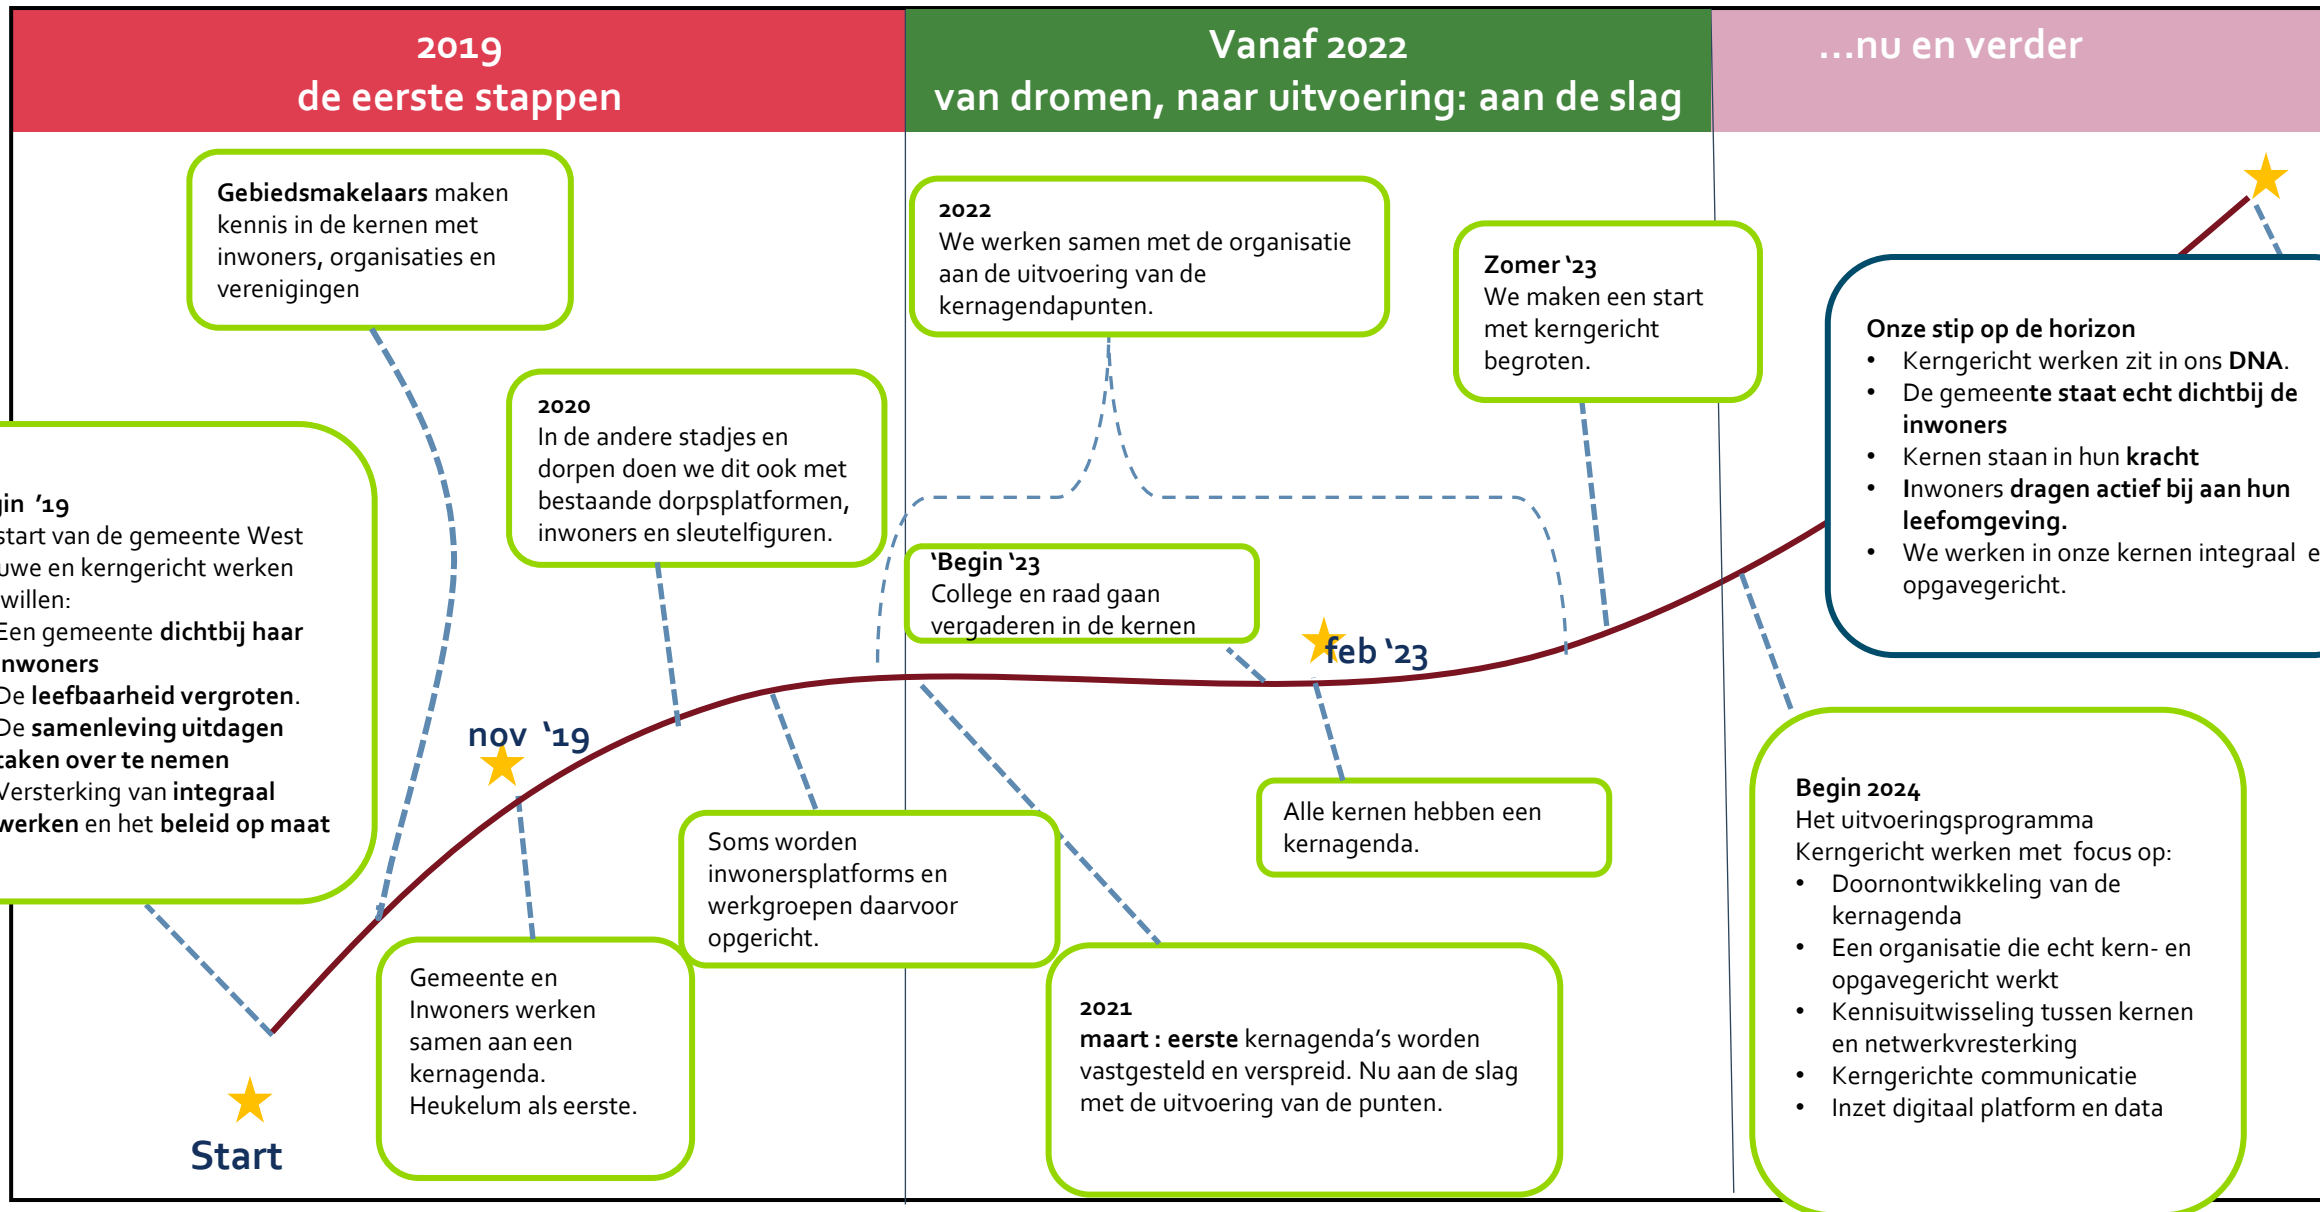 2019
de eerste stappen
Vanaf 2022
van dromen, naar uitvoering: aan de slag
...nu en verder
Gebiedsmakelaars maken
kennis in de kernen met
inwoners, organisaties en
verenigingen
gin '19
start van de gemeente West
uwe en kerngericht werken
willen:
Een gemeente dichtbij haar
nwoners
De leefbaarheid vergroten.
De samenleving uitdagen
taken over te nemen
Versterking van integraal
werken en het beleid op maat
Start
nov '19
Gemeente en
Inwoners werken
samen aan een
kernagenda.
Heukelum als eerste.
2020
In de andere stadjes en
dorpen doen we dit ook met
bestaande dorpsplatformen,
inwoners en sleutelfiguren.
Soms worden
inwonersplatforms en
werkgroepen daarvoor
opgericht.
2021
maart : eerste kernagenda's worden
vastgesteld en verspreid. Nu aan de slag
met de uitvoering van de punten.
2022
We werken samen met de organisatie
aan de uitvoering van de
kernagendapunten.
‘Begin ‘23
College en raad gaan
vergaderen in de kernen
feb ‘23
Alle kernen hebben een
kernagenda.
Zomer ‘23
We maken een start
met kerngericht
begroten.
Begin 2024
Het uitvoeringsprogramma
Kerngericht werken met focus op:
• Doornontwikkeling van de
kernagenda
• Een organisatie die echt kern- en
opgavegericht werkt
• Kennisuitwisseling tussen kernen
en netwerkvresterking
• Kerngerichte communicatie
• Inzet digitaal platform en data
Onze stip op de horizon
• Kerngericht werken zit in ons DNA.
• De gemeente staat echt dichtbij de
inwoners
• Kernen staan in hun kracht
• Inwoners dragen actief bij aan hun
leefomgeving.
• We werken in onze kernen integraal e
opgavegericht.